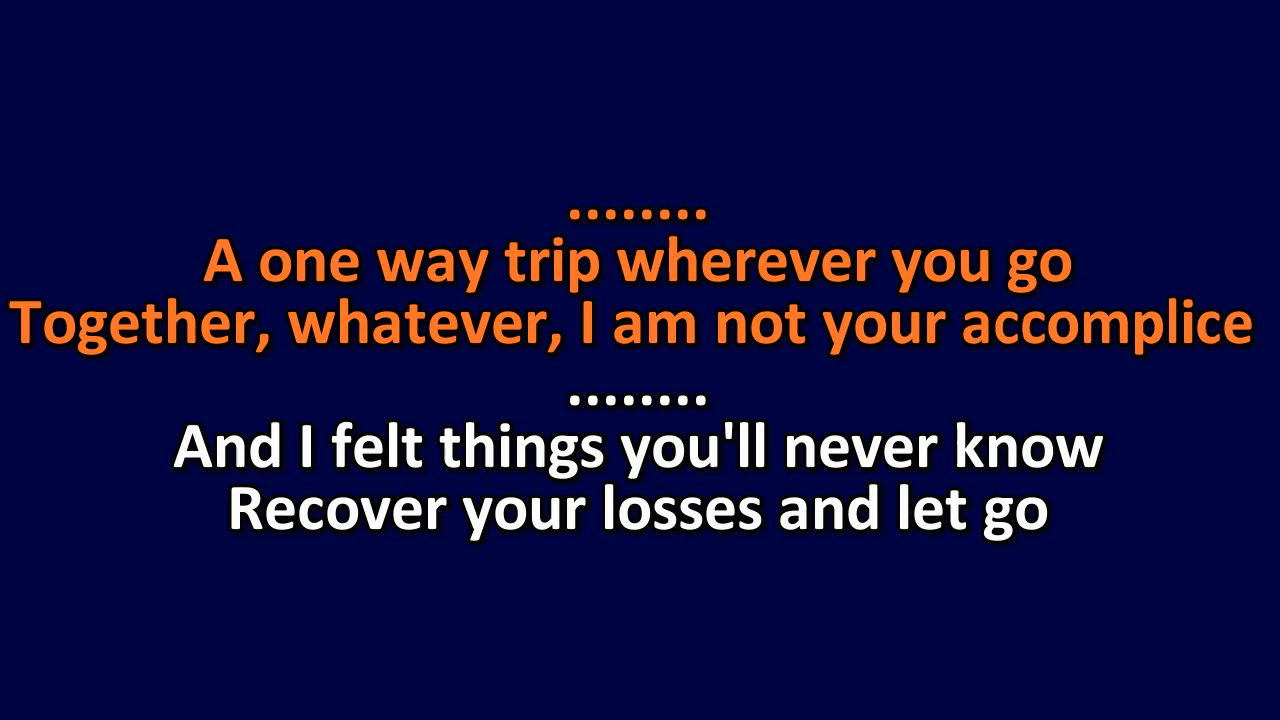 ........
A one way trip wherever you go
Together, whatever, I am not your accomplice
........
And I felt things you'll never know
Recover your losses and let go